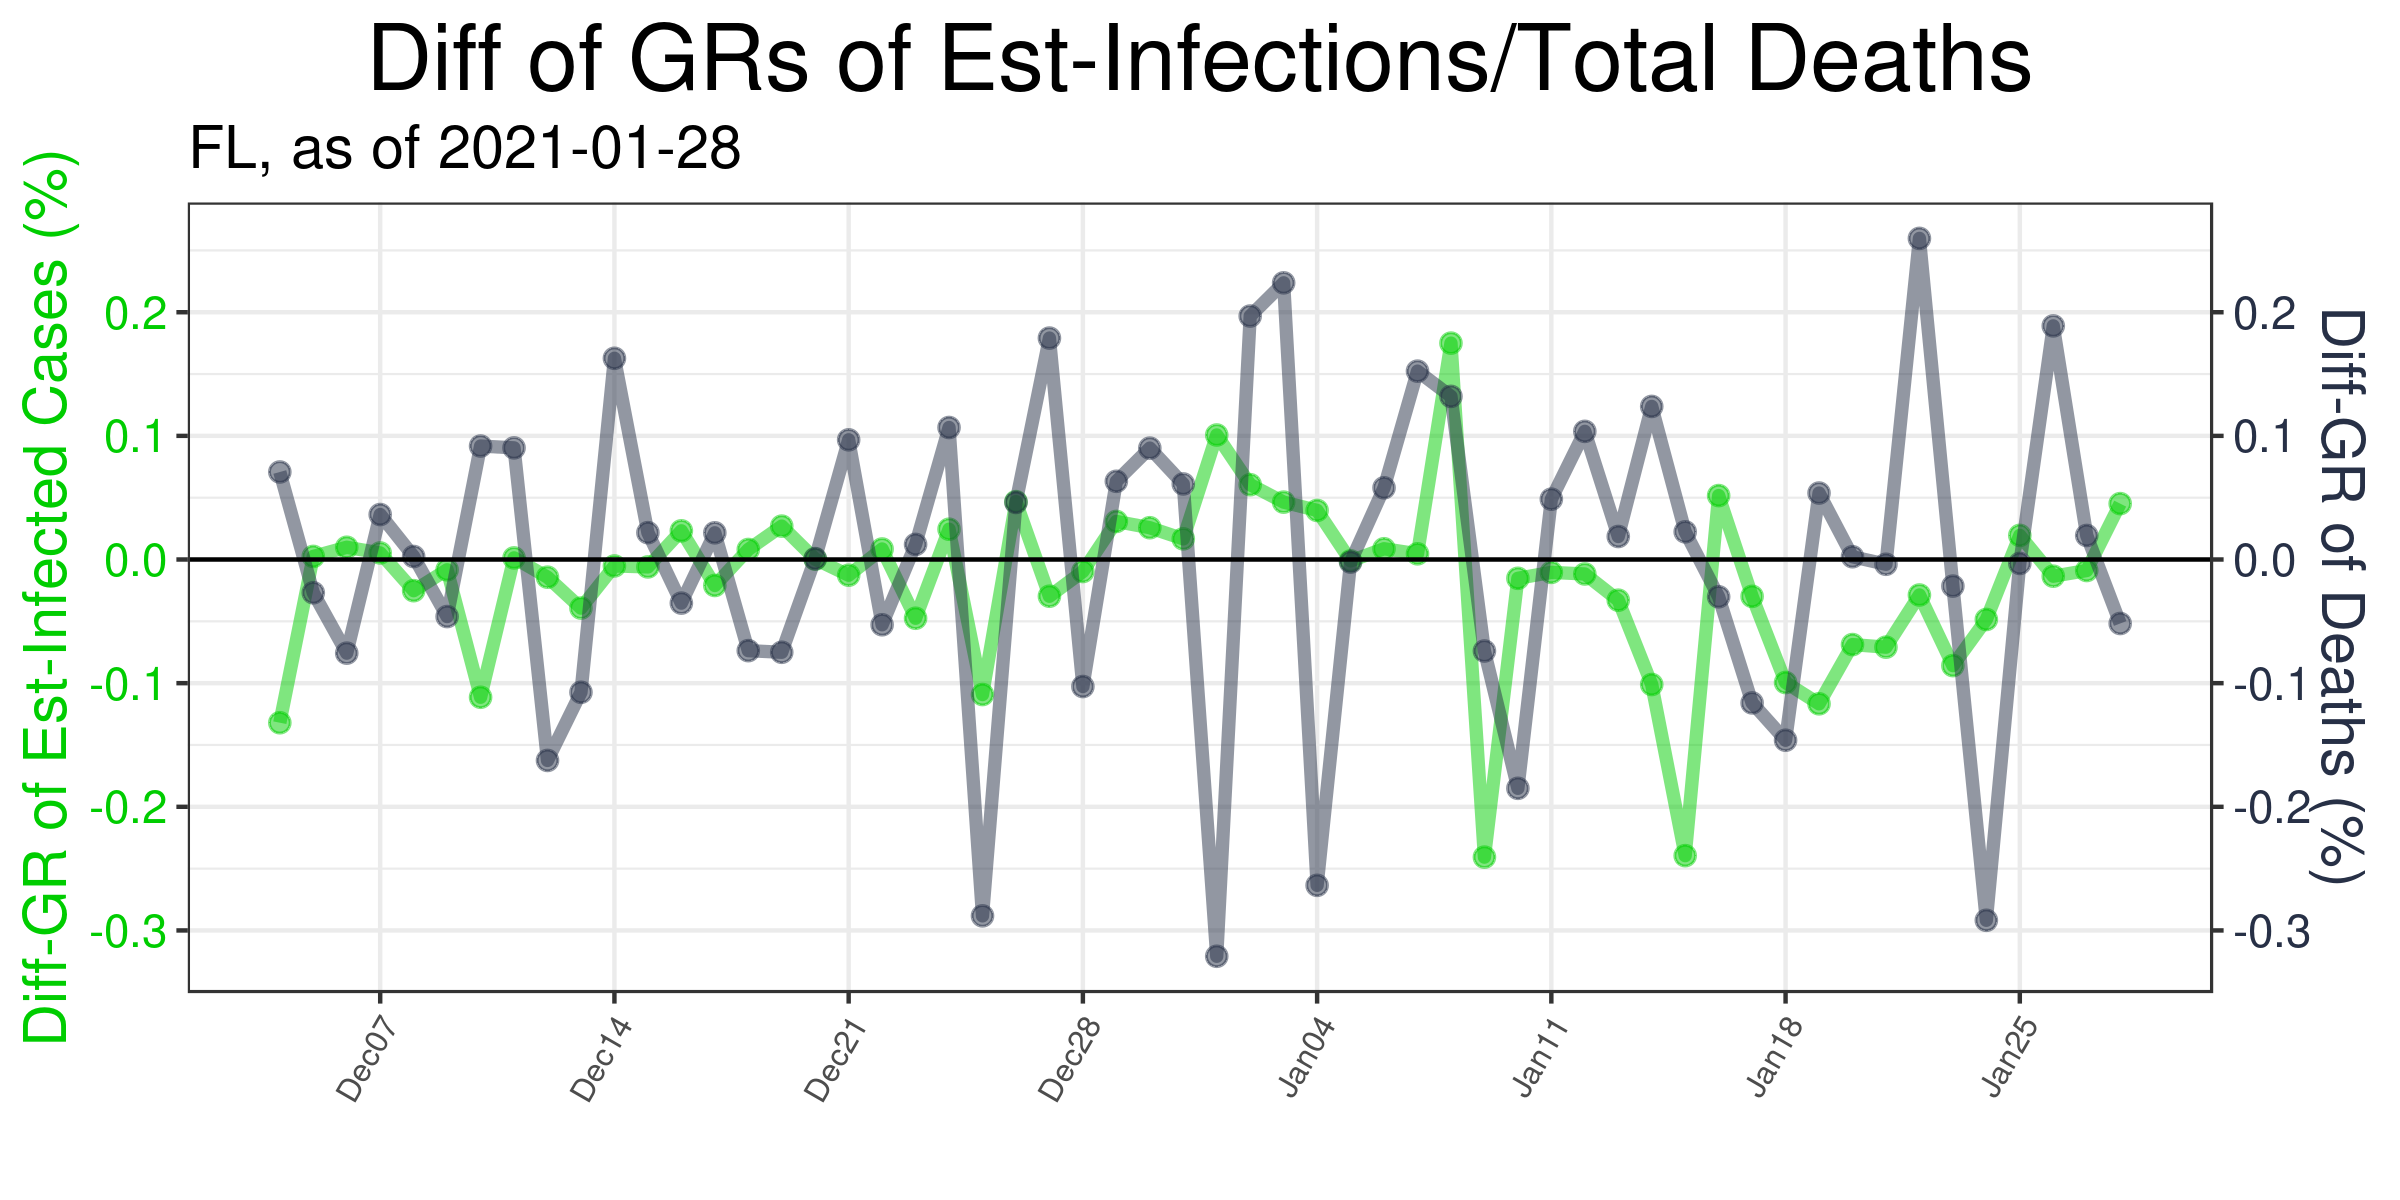 Diff of GRs of Est-Infections/Total Deaths
FL, as of 2021-01-28
Diff-GR of Est-Infected Cases (%)
0.2
0.1
0.0
-0.1
-0.2
-0.3
0.2
0.1
0.0
-0.1
-0.2
-0.3
Diff-GR of Deaths (%)
Dec07
Dec14
Dec21
Dec28
Jan04
Jan11
Jan18
Jan25